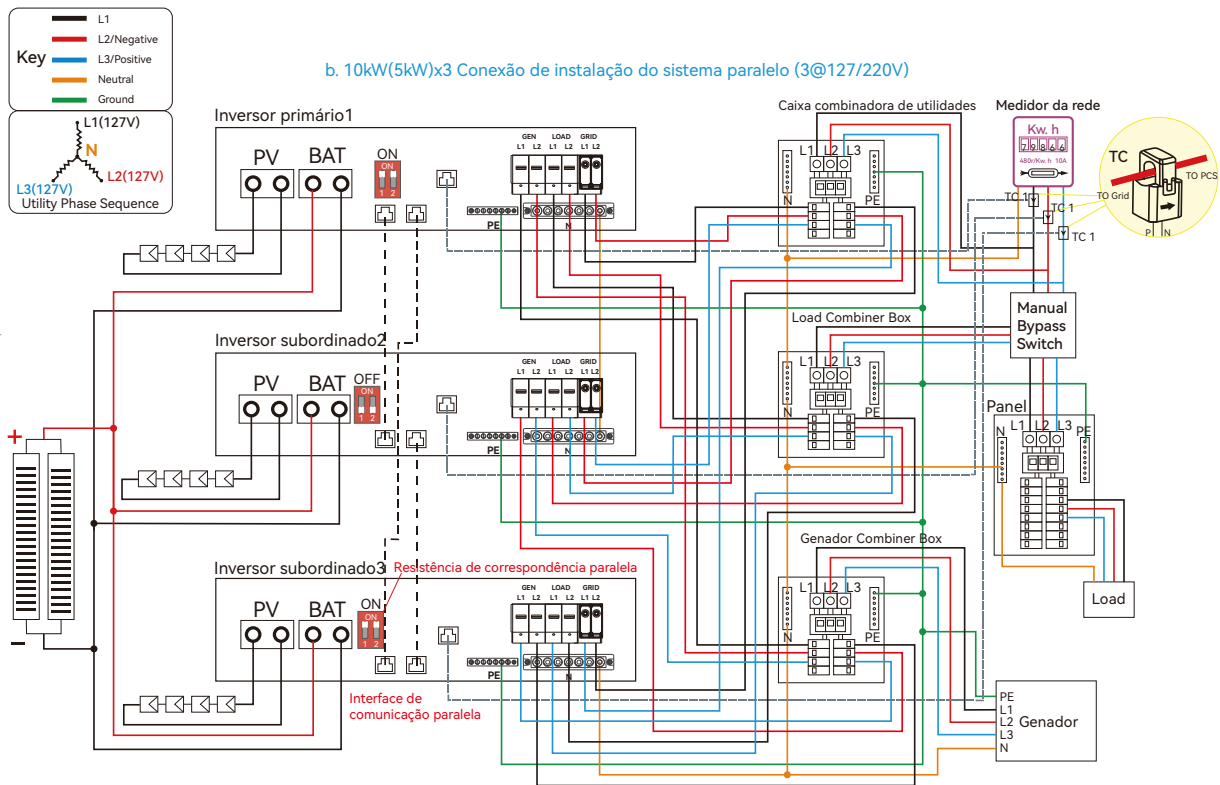 L1
L2/Negative
Key
L3/Positive
Neutral
Ground
L1(127V)
N
L3(127V)
L2(127V)
Utility Phase Sequence
b. 10kW(5kW)x3 Conexão de instalação do sistema paralelo (3@127/220V)
Inversor primário1
PV
BAT
ON
ON
1 2
GEN LOAD GRID
L1 L2 L1 L2 L1 L2
PE
N
Inversor subordinado2
PV
BAT
OFF
ON
1 2
GEN LOAD GRID
L1 L2 L1 L2 L1 L2
PE
N
Inversor subordinado3
Resistência de correspondência paralela
PV
BAT
ON
ON
1 2
GEN LOAD GRID
L1 L2 L1 L2 L1 L2
PE
N
Interface de
comunicação paralela
+
−
Caixa combinadora de utilidades
L1 L2 L3
N
PE
Load Combiner Box
L1 L2 L3
N
PE
Genador Combiner Box
L1 L2 L3
N
PE
Medidor da rede
Kw. h
7 9 8 6 6
480r/Kw. h 10A
TC 1
TC 1
TC 1
TC
TO PCS
TO Grid
P N
Manual
Bypass
Switch
Panel
N
L1 L2 L3
PE
Load
PE
L1
L2
L3
N
Genador